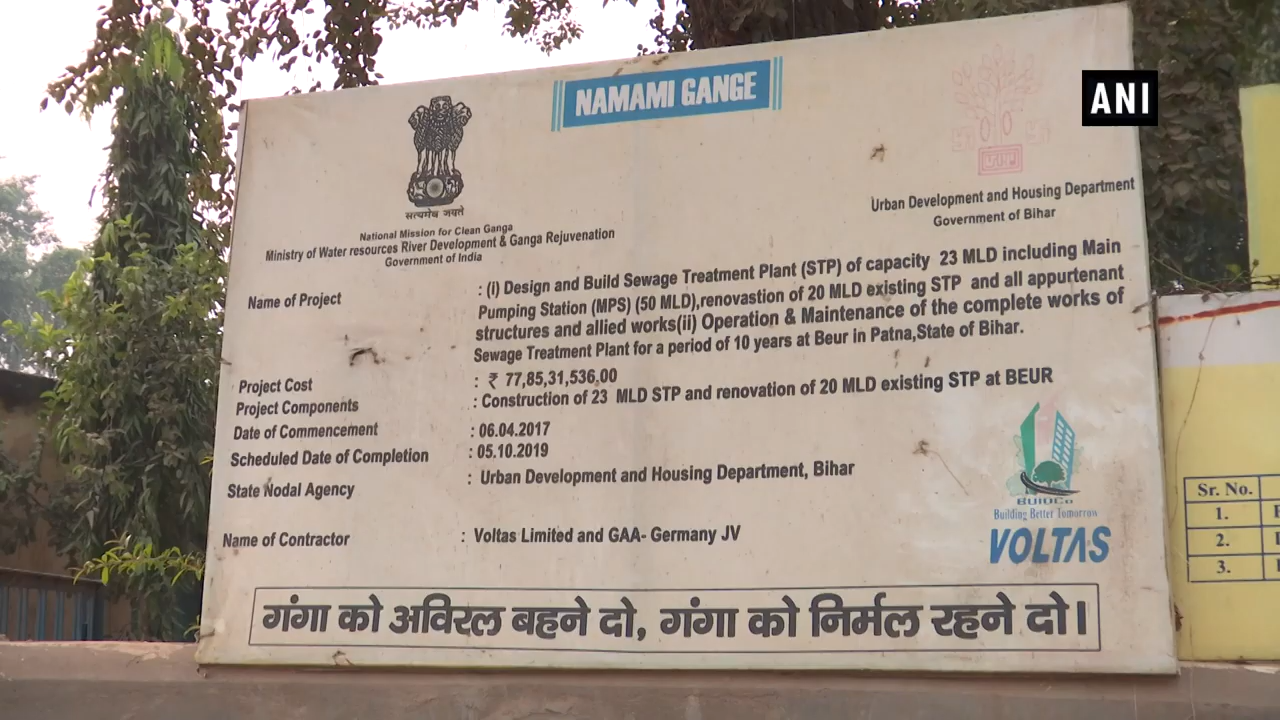 NAMAMI GANGE
ANI
सत्यमेव जयते
National Mission for Clean Ganga
Ministry of Water resources River Development & Ganga Rejuvenation
Government of India
Urban Development and Housing Department
Government of Bihar
Name of Project : (i) Design and Build Sewage Treatment Plant (STP) of capacity 23 MLD including Main
Pumping Station (MPS) (50 MLD),renovastion of 20 MLD existing STP and all appurtenant
structures and allied works(ii) Operation & Maintenance of the complete works of
Sewage Treatment Plant for a period of 10 years at Beur in Patna,State of Bihar.
Project Cost : ₹ 77,85,31,536.00
Project Components : Construction of 23 MLD STP and renovation of 20 MLD existing STP at BEUR
Date of Commencement : 06.04.2017
Scheduled Date of Completion : 05.10.2019
State Nodal Agency : Urban Development and Housing Department, Bihar
Name of Contractor : Voltas Limited and GAA- Germany JV
BUIDCo
Building Better Tomorrow
VOLTAS
गंगा को अविरल बहने दो, गंगा को निर्मल रहने दो।
Sr. No.
1.
2.
3.